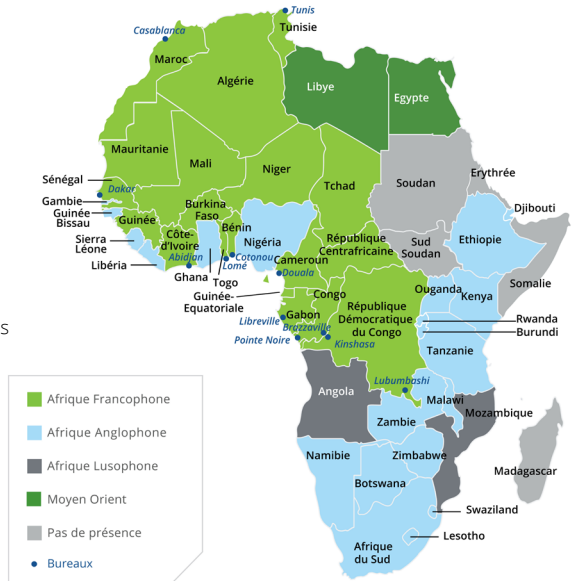 Tunis
Casablanca
Tunisie
Maroc
Algérie
Libye
Egypte
Mauritanie
Mali
Niger
Tchad
Soudan
Erythrée
Sénégal
Dakar
Gambie
Guinée
Bissau
Guinée
Burkina
Faso
Bénin
Nigéria
Djibouti
Ethiopie
Sierra
Léone
Côte-
d'Ivoire
Abidjan
Cotonou
Lomé
Cameroun
Douala
République
Centrafricaine
Sud
Soudan
Libéria
Ghana
Togo
Guinée-
Equatoriale
Congo
Ouganda
Kenya
Somalie
Gabon
Libreville
Brazzaville
Pointe Noire
Kinshasa
République
Démocratique
du Congo
Rwanda
Burundi
Tanzanie
s
Lubumbashi
Angola
Malawi
Mozambique
Zambie
Namibie
Zimbabwe
Botswana
Madagascar
Swaziland
Lesotho
Afrique
du Sud
Afrique Francophone
Afrique Anglophone
Afrique Lusophone
Moyen Orient
Pas de présence
Bureaux